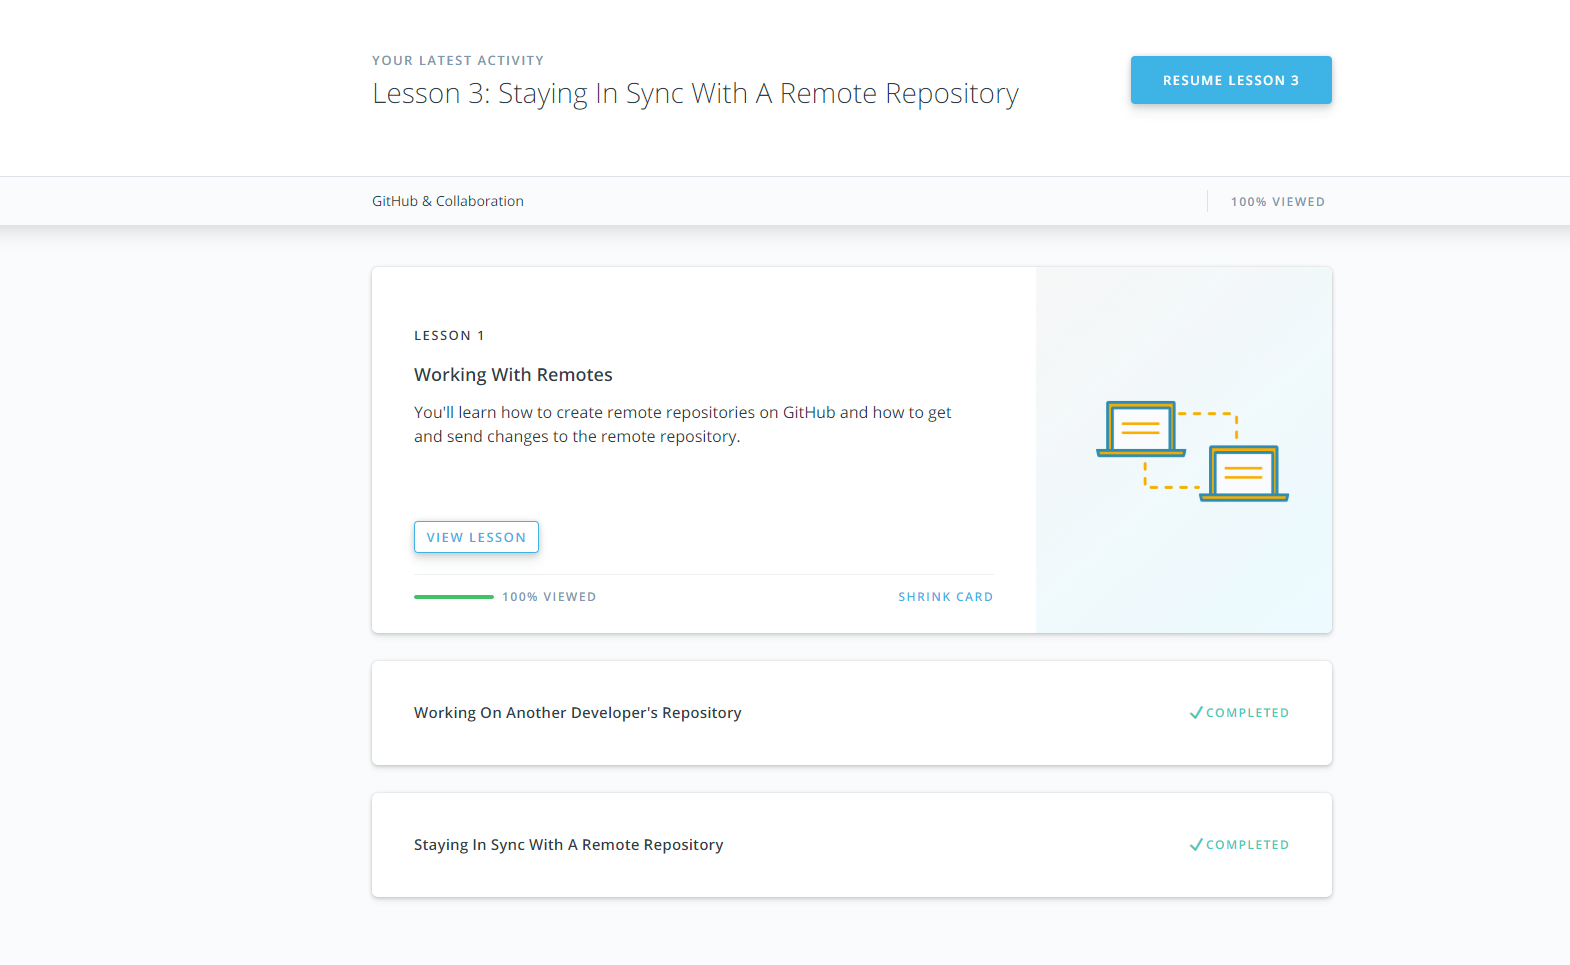 YOUR LATEST ACTIVITY
Lesson 3: Staying In Sync With A Remote Repository
RESUME LESSON 3
GitHub & Collaboration
100% VIEWED
LESSON 1
Working With Remotes
You'll learn how to create remote repositories on GitHub and how to get
and send changes to the remote repository.
VIEW LESSON
100% VIEWED
SHRINK CARD
Working On Another Developer's Repository
COMPLETED
Staying In Sync With A Remote Repository
COMPLETED